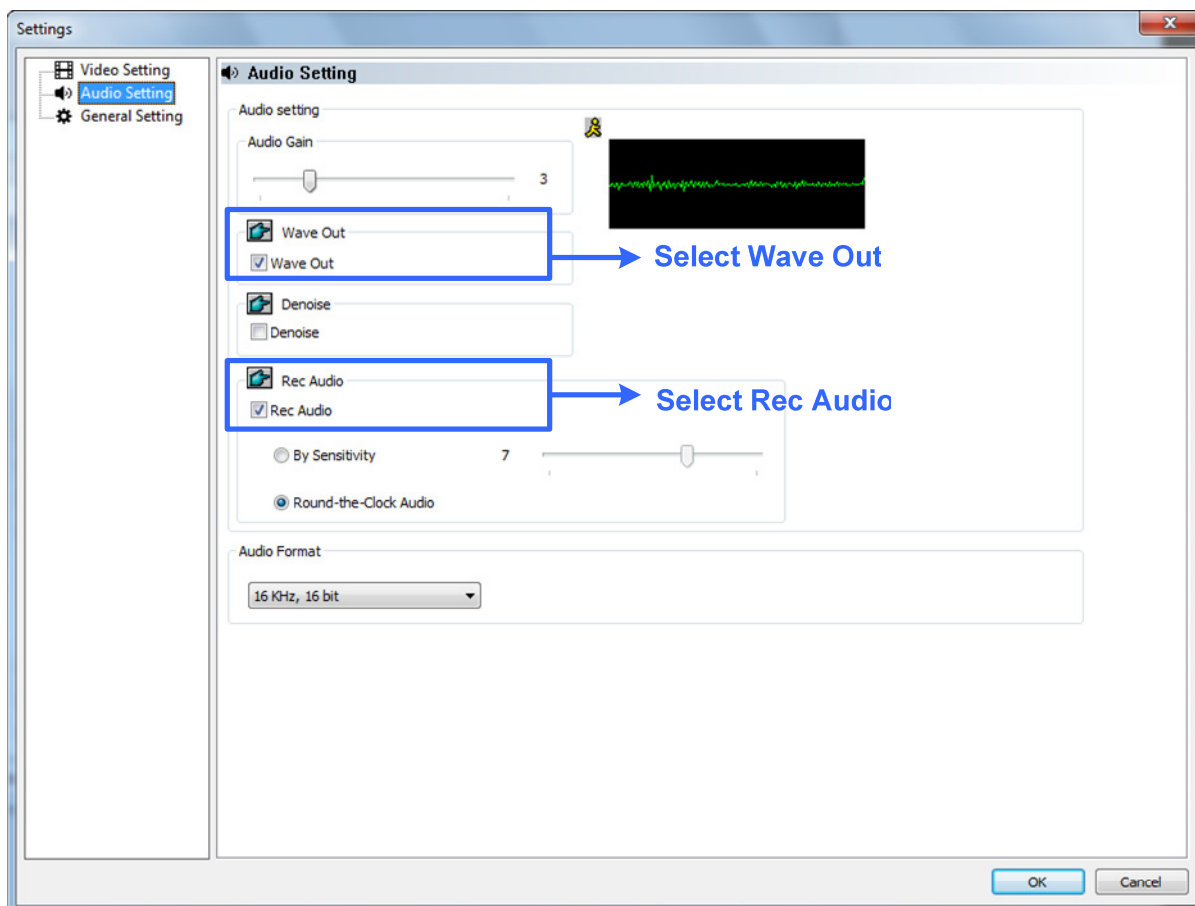 Settings
x
Video Setting
Audio Setting
General Setting
Audio Setting
Audio setting
Audio Gain
3
Wave Out
Wave Out
Select Wave Out
Denoise
Denoise
Rec Audio
Rec Audio
Select Rec Audio
By Sensitivity 7
Round-the-Clock Audio
Audio Format
16 KHz, 16 bit
OK Cancel